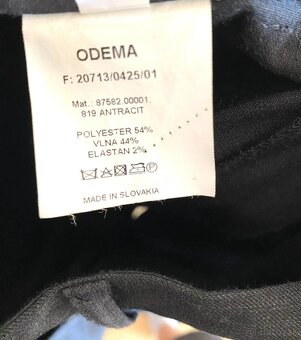 ODEMA
F: 20713/0425/01
Mat.: 87582.00001.
819 ANTRACIT
POLYESTER 54%
VLNA 44%
ELASTAN 2%
MADE IN SLOVAKIA